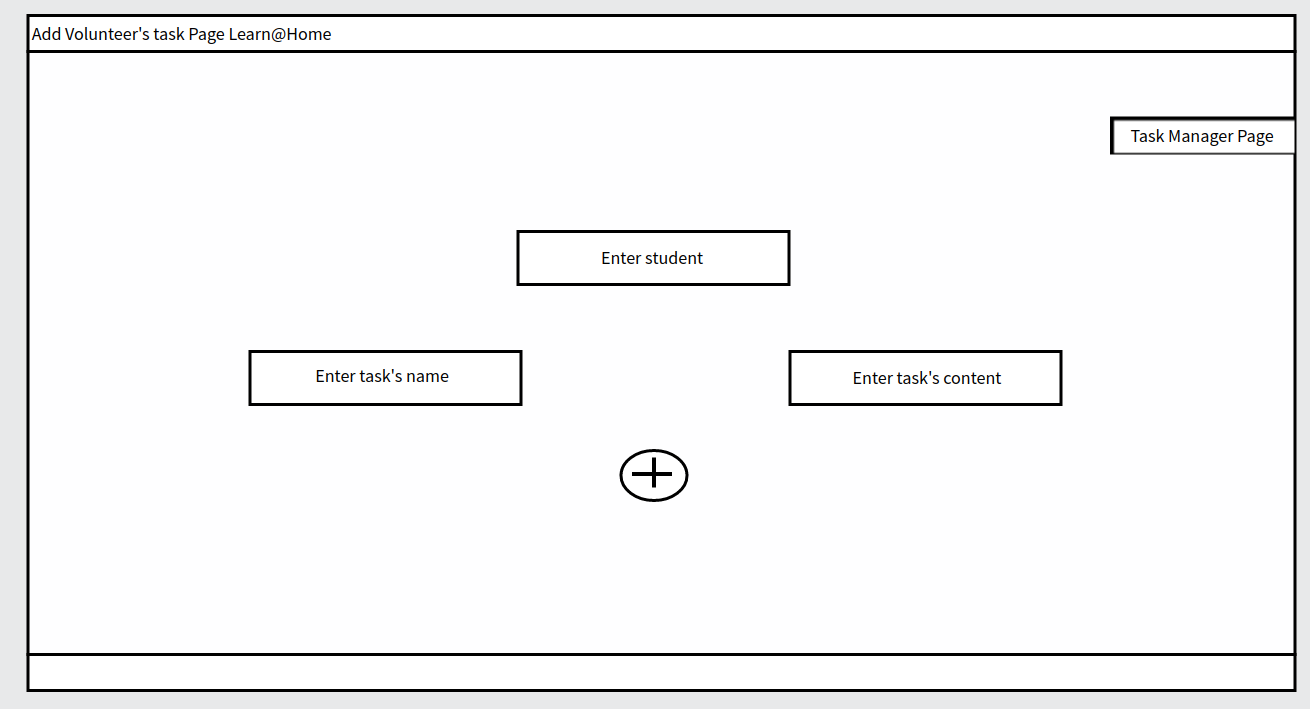 Add Volunteer's task Page Learn@Home
Task Manager Page
Enter student
Enter task's name
Enter task's content